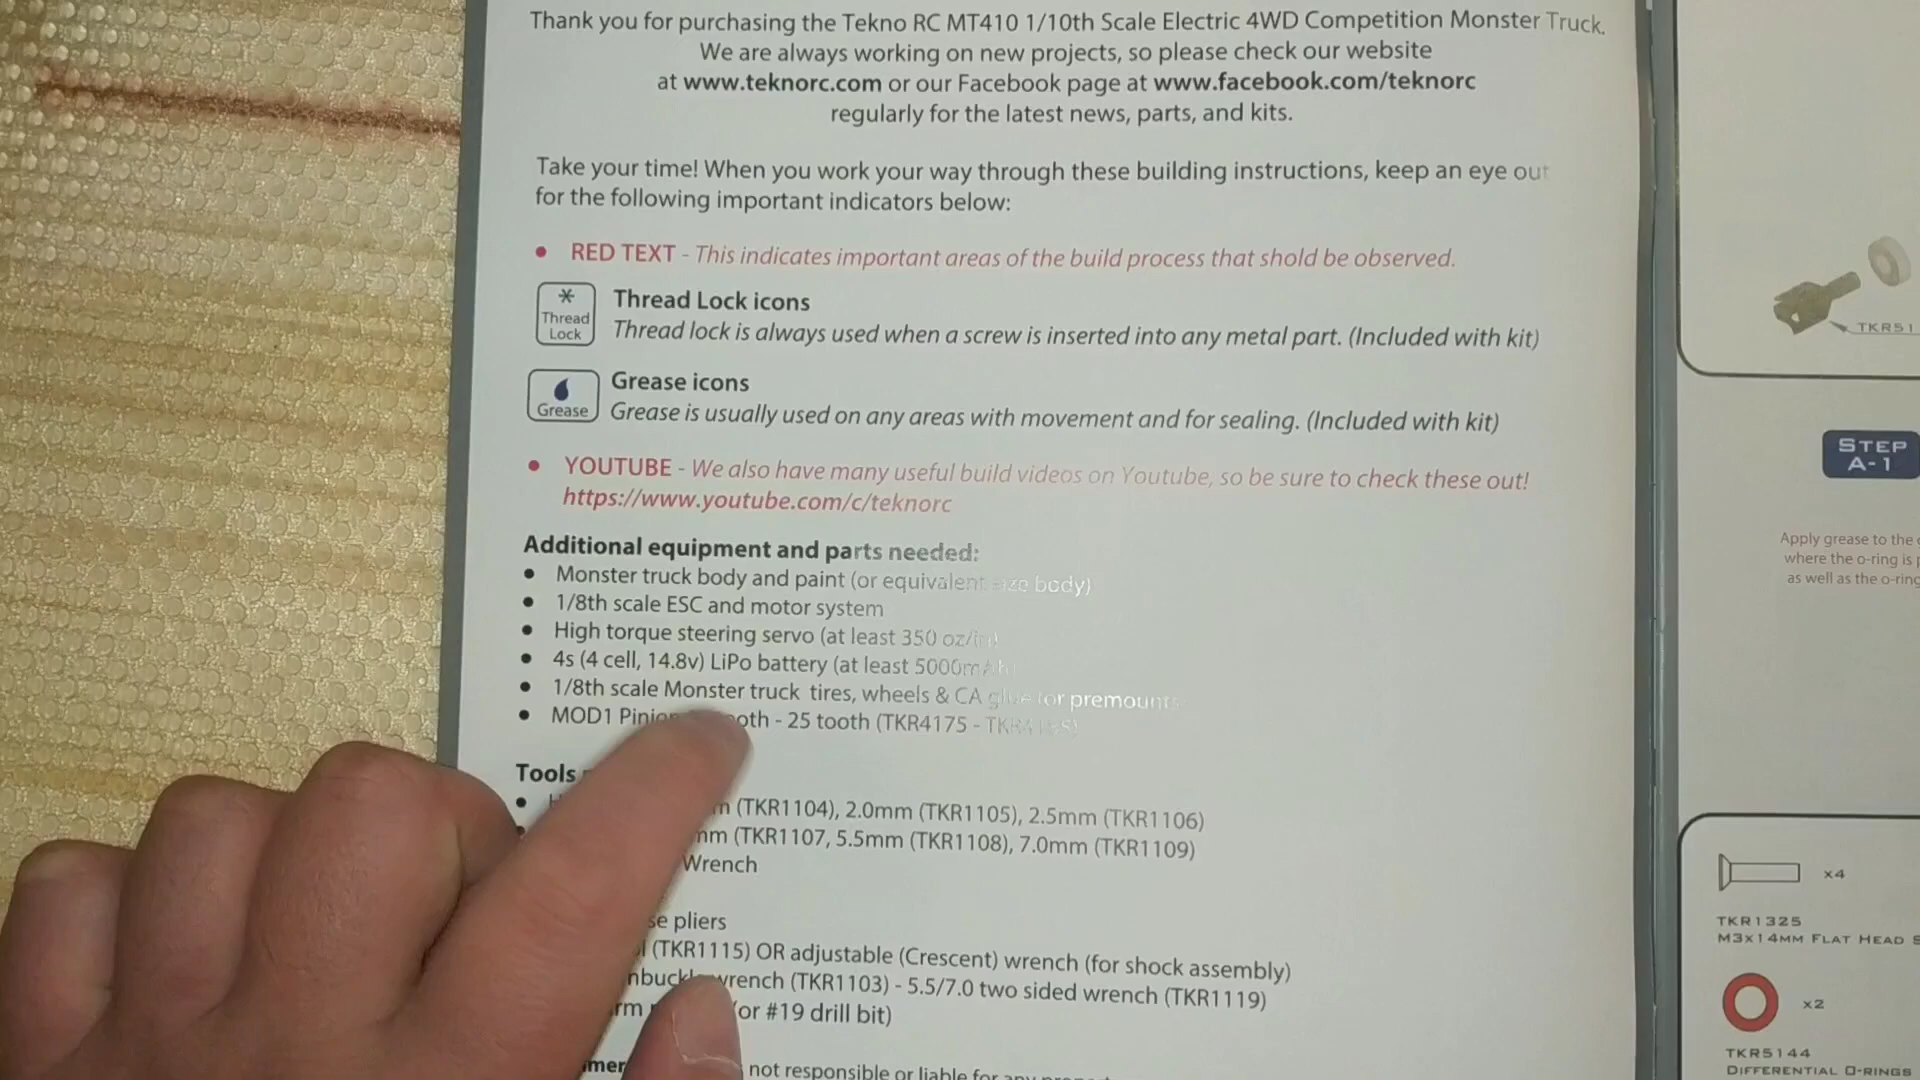 Thank you for purchasing the Tekno RC MT410 1/10th Scale Electric 4WD Competition Monster Truck.
We are always working on new projects, so please check our website
at www.teknorc.com or our Facebook page at www.facebook.com/teknorc
regularly for the latest news, parts, and kits.
Take your time! When you work your way through these building instructions, keep an eye out
for the following important indicators below:
• RED TEXT - This indicates important areas of the build process that shold be observed.
Thread
Lock
Thread Lock icons
Thread lock is always used when a screw is inserted into any metal part. (Included with kit)
Grease
Grease icons
Grease is usually used on any areas with movement and for sealing. (Included with kit)
• YOUTUBE - We also have many useful build videos on Youtube, so be sure to check these out!
https://www.youtube.com/c/teknorc
Additional equipment and parts needed:
• Monster truck body and paint (or equivalent size body)
• 1/8th scale ESC and motor system
• High torque steering servo (at least 350 oz/in)
• 4s (4 cell, 14.8v) LiPo battery (at least 5000mAh)
• 1/8th scale Monster truck tires, wheels & CA glue (or premounts
• MOD1 - 25 tooth (TKR4175 -
Tools
(TKR1104), 2.0mm (TKR1105), 2.5mm (TKR1106)
(TKR1107, 5.5mm (TKR1108), 7.0mm (TKR1109)
Wrench
pliers
(TKR1115) OR adjustable (Crescent) wrench (for shock assembly)
wrench (TKR1103) - 5.5/7.0 two sided wrench (TKR1119)
(or #19 drill bit)
not responsible or liable for any
TKR51
STEP
A-1
Apply grease to the
where the o-ring is
as well as the o-ring
x4
TKR1325
M3x14mm Flat Head
x2
TKR5144
Differential O-Rings